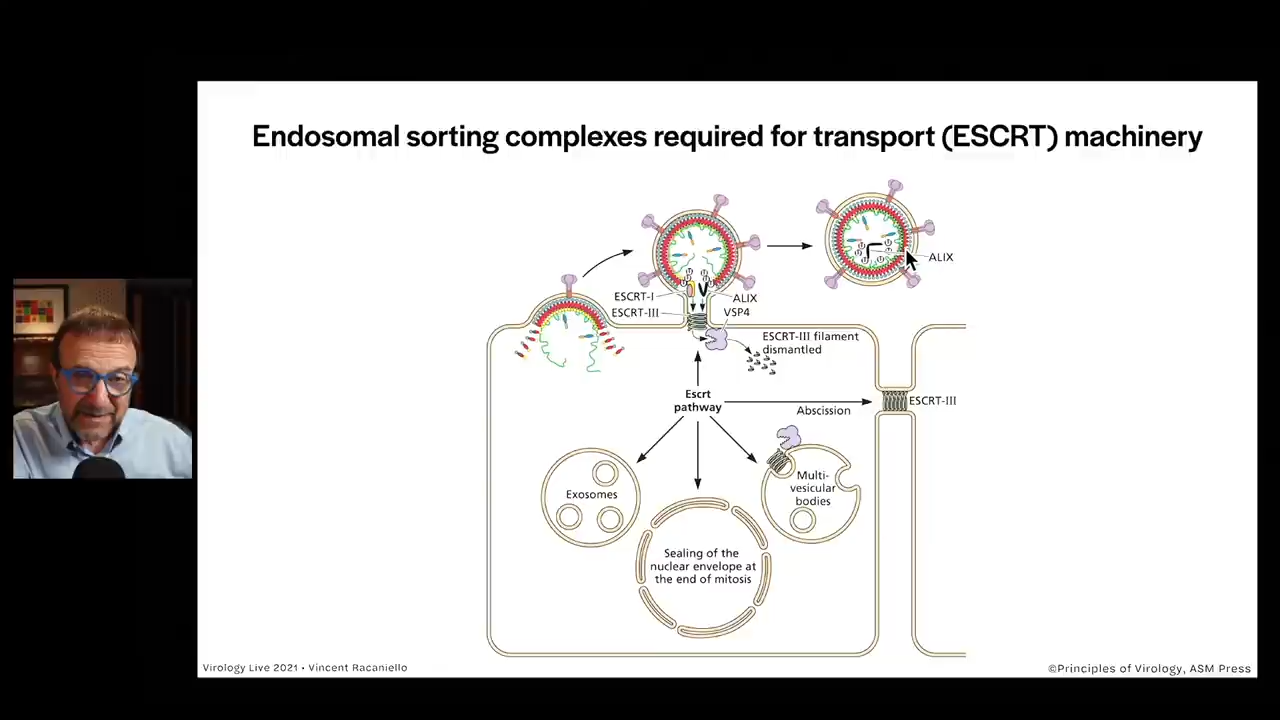 Endosomal sorting complexes required for transport (ESCRT) machinery
ALIX
ESCRT-I
ALIX
ESCRT-III
VSP4
ESCRT-III filament
dismantled
Escrt
pathway
Abscission
ESCRT-III
Exosomes
Multi-
vesicular
bodies
Sealing of the
nuclear envelope at
the end of mitosis
Virology Live 2021 • Vincent Racaniello
©Principles of Virology, ASM Press